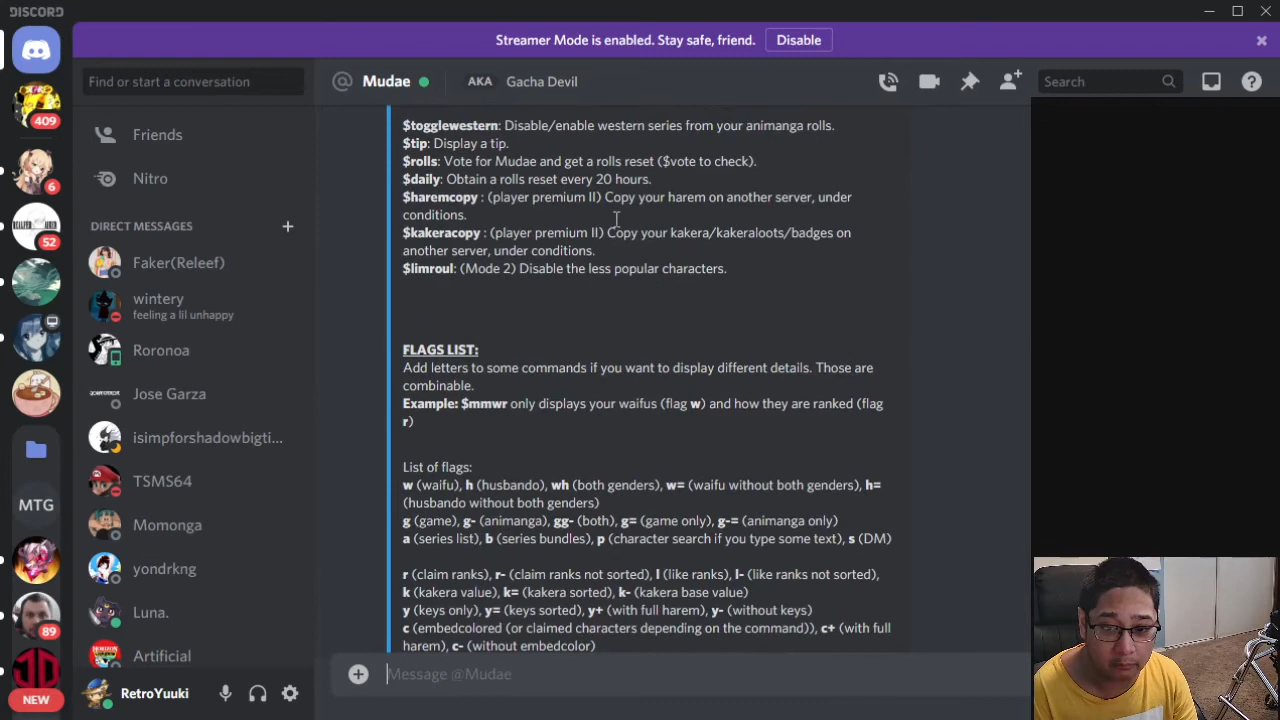 DISCORD
Streamer Mode is enabled. Stay safe, friend. Disable
Find or start a conversation
Mudae AKA Gacha Devil
Search
409
6
52
MTG
89
NEW
Friends
Nitro
DIRECT MESSAGES
Faker(Releef)
wintery
feeling a lil unhappy
Roronoa
Jose Garza
isimpforshadowbigti...
TSMS64
Momonga
yondrkng
Luna.
Artificial
RetroYuuki
$togglewestern: Disable/enable western series from your animanga rolls.
$tip: Display a tip.
$rolls: Vote for Mudae and get a rolls reset ($vote to check).
$daily: Obtain a rolls reset every 20 hours.
$haremcopy : (player premium II) Copy your harem on another server, under
conditions.
$kakeracopy : (player premium II) Copy your kakera/kakeraloots/badges on
another server, under conditions.
$limroul: (Mode 2) Disable the less popular characters.
FLAGS LIST:
Add letters to some commands if you want to display different details. Those are
combinable.
Example: $mmwr only displays your waifus (flag w) and how they are ranked (flag
r)
List of flags:
w (waifu), h (husbando), wh (both genders), w= (waifu without both genders), h=
(husbando without both genders)
g (game), g- (animanga), gg- (both), g= (game only), g-= (animanga only)
a (series list), b (series bundles), p (character search if you type some text), s (DM)
r (claim ranks), r- (claim ranks not sorted), l (like ranks), l- (like ranks not sorted),
k (kakera value), k= (kakera sorted), k- (kakera base value)
y (keys only), y= (keys sorted), y+ (with full harem), y- (without keys)
c (embedcolored (or claimed characters depending on the command)), c+ (with full
harem), c- (without embedcolor)
Message @Mudae